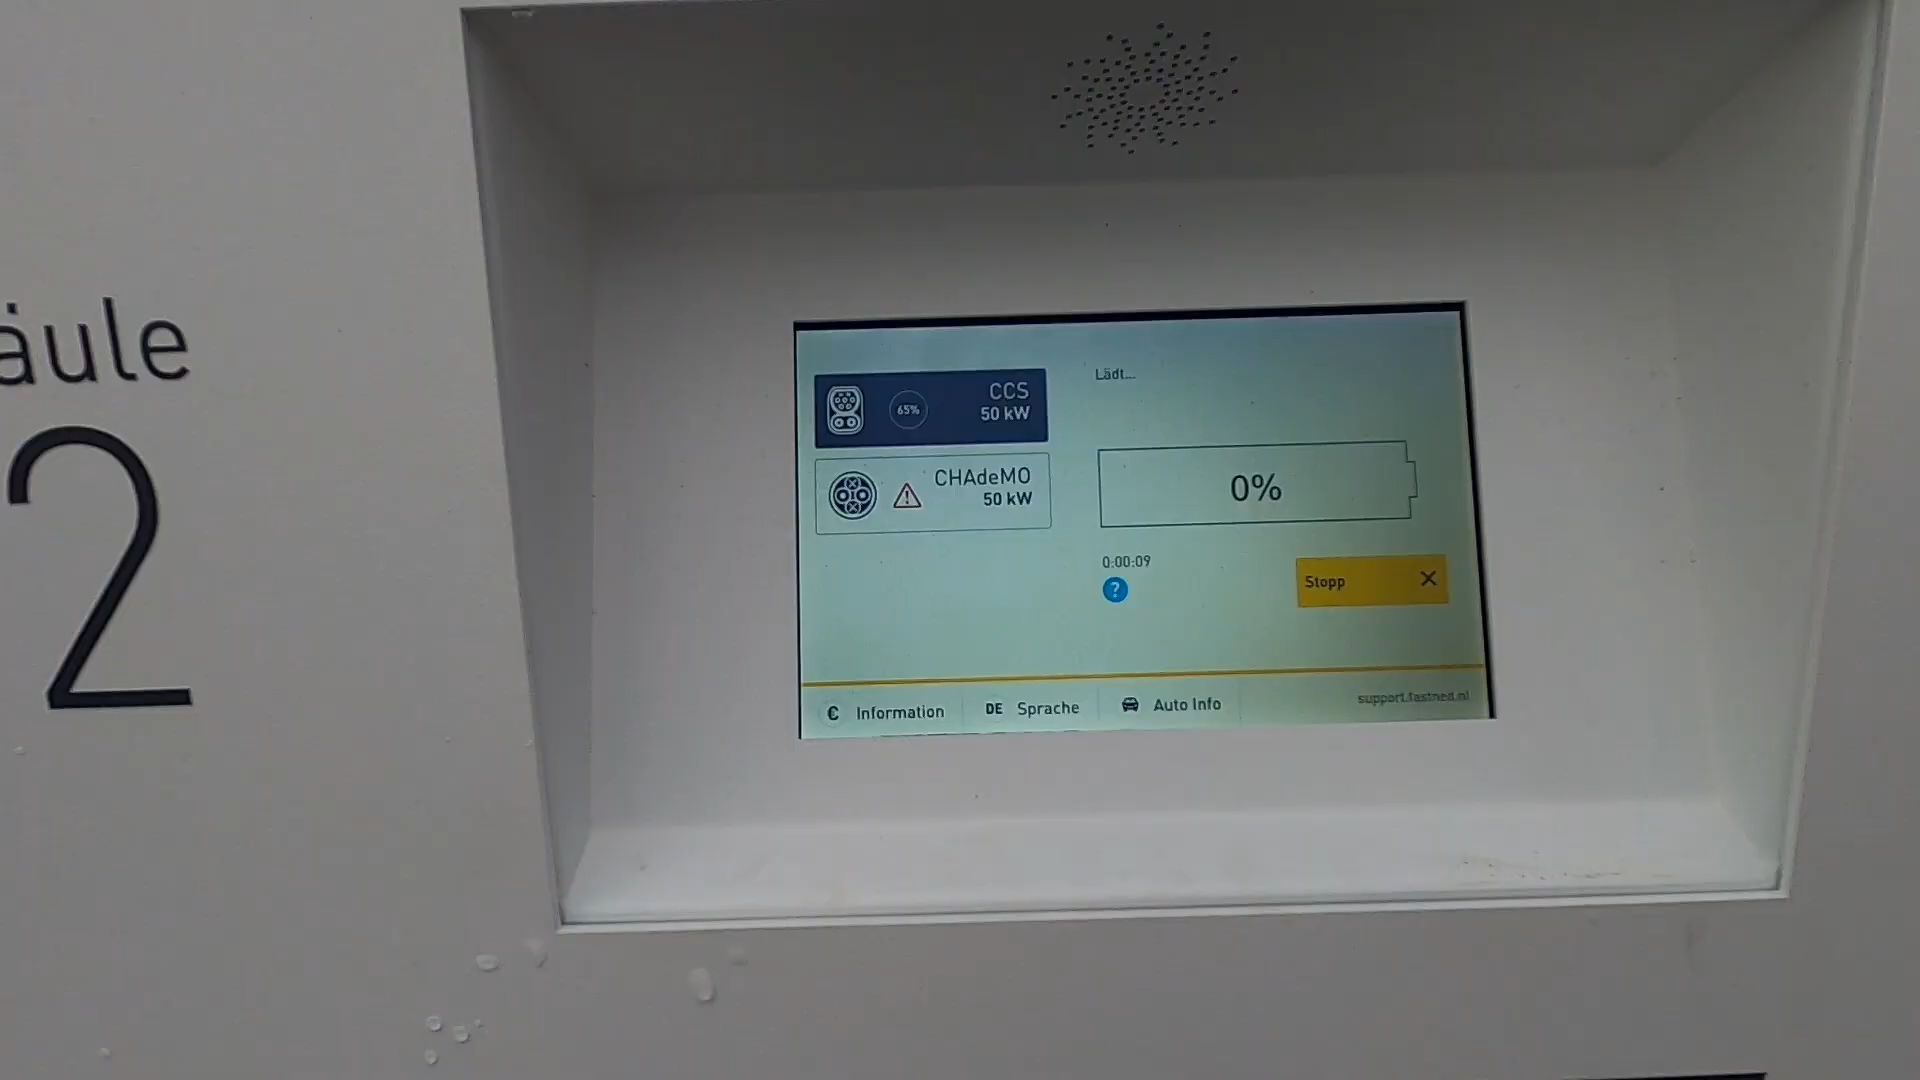 äule
2
CCS
65%
50 kW
CHAdeMO
50 kW
Lädt...
0%
0:00:09
?
Stopp X
€ Information
DE Sprache
Auto Info
support.fastned.nl